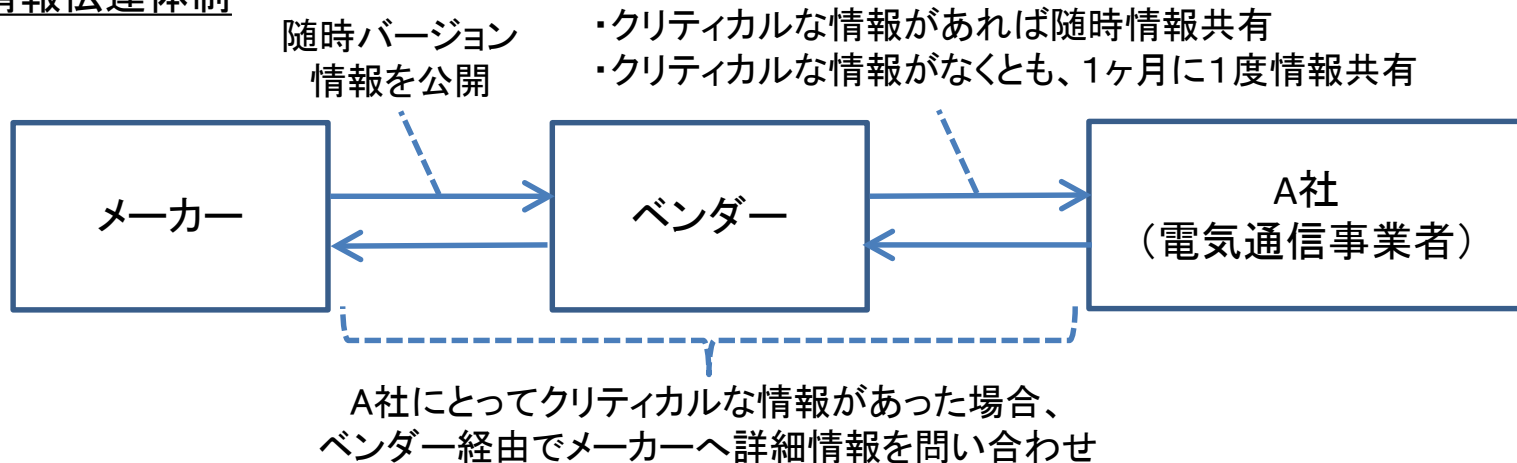 情報伝達体制
随時バージョン
情報を公開
・クリティカルな情報があれば随時情報共有
・クリティカルな情報がなくとも、1ヶ月に1度情報共有
メーカー
ベンダー
A社
（電気通信事業者）
A社にとってクリティカルな情報があった場合、
ベンダー経由でメーカーへ詳細情報を問い合わせ